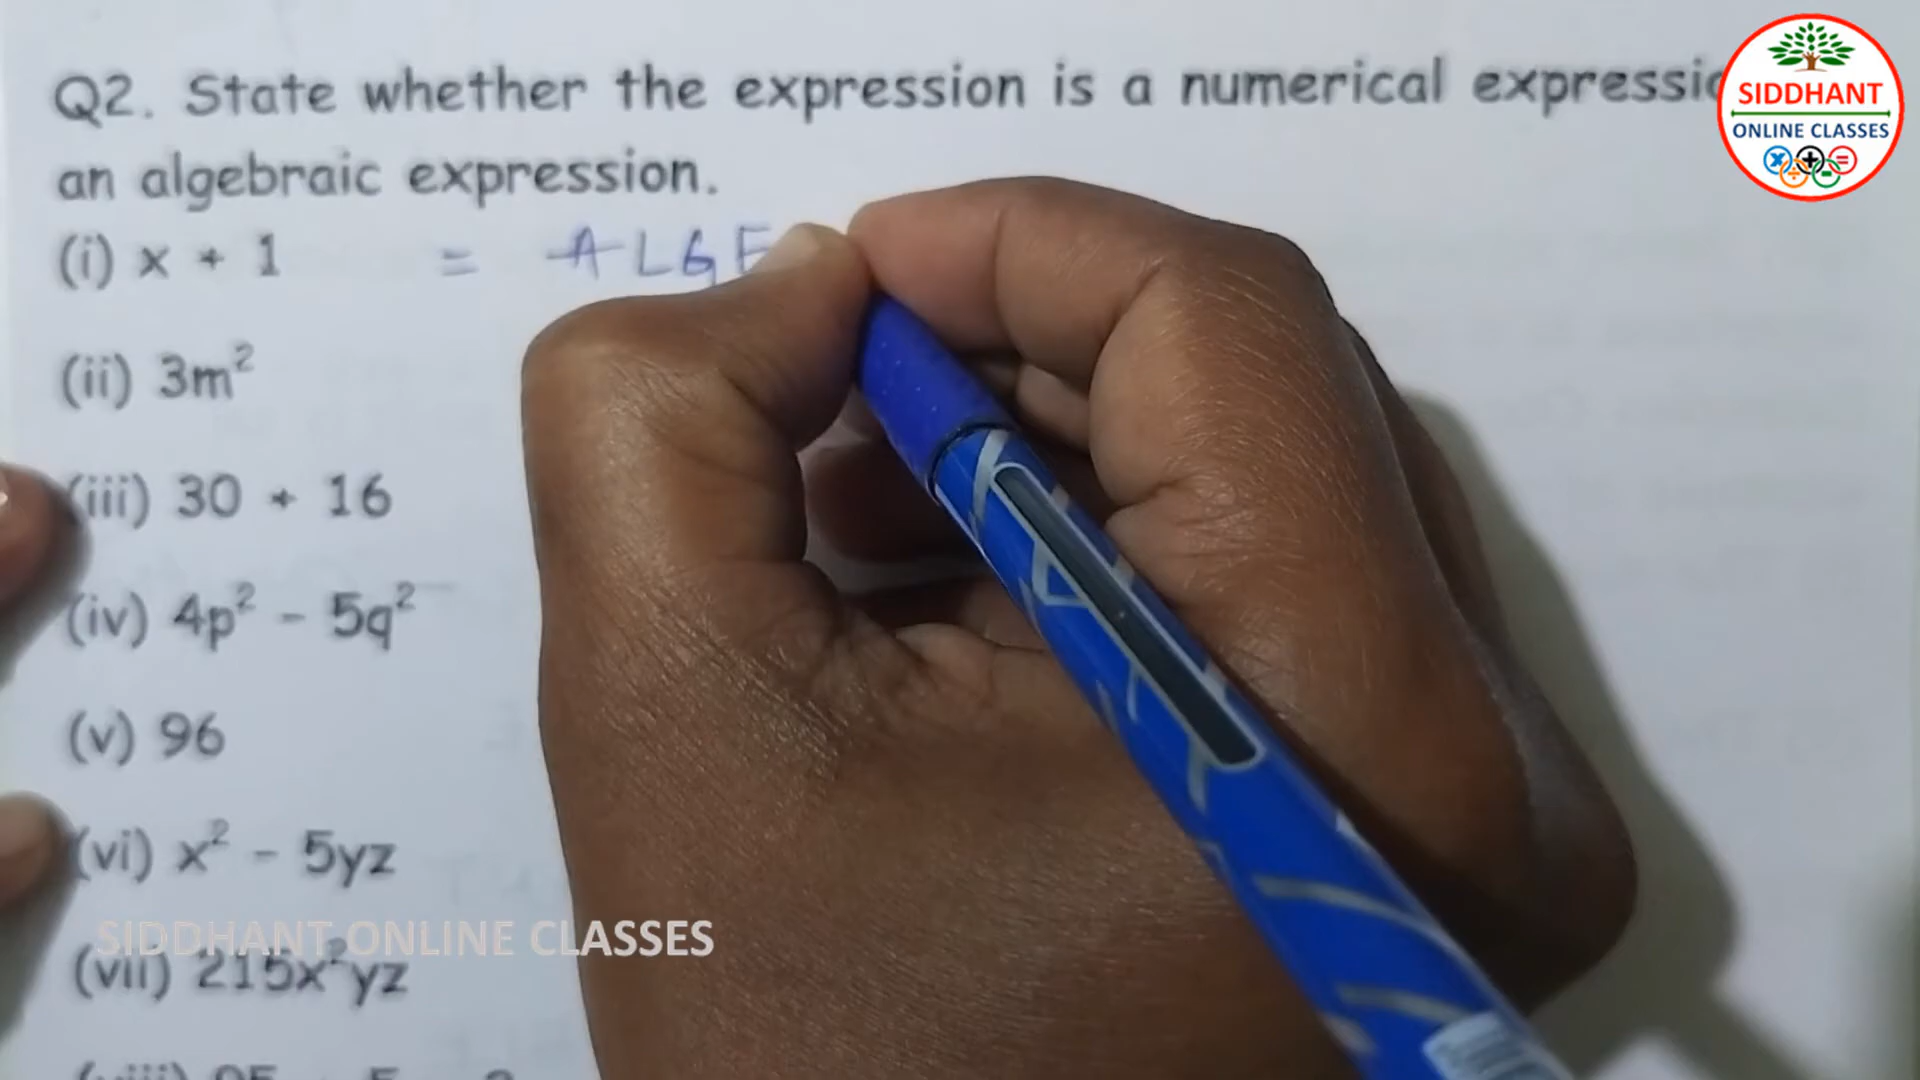 Q2. State whether the expression is a numerical
an algebraic expression.
(i) x + 1 = ALGE
(ii) 3m²
(iii) 30 + 16
(iv) 4p² - 5q²
(v) 96
(vi) x² - 5yz
(vii) 215x²yz
SIDDHANT ONLINE CLASSES
SIDDHANT
ONLINE CLASSES